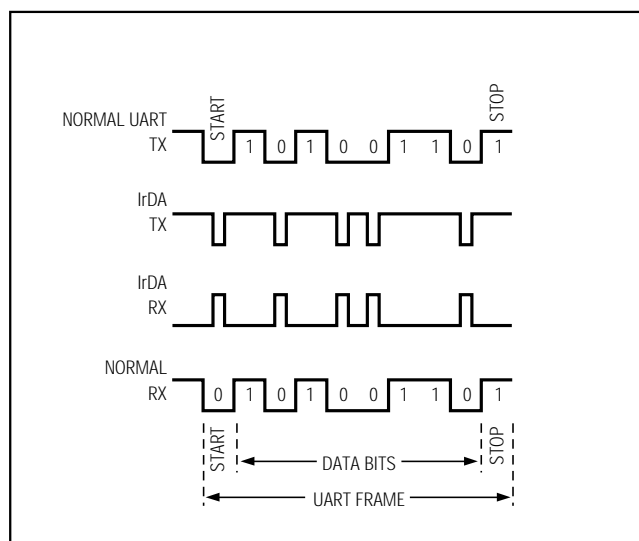 START
STOP
NORMAL UART
TX
1 0 1 0 0 1 1 0 1
IrDA
TX
IrDA
RX
NORMAL
RX
0 1 0 1 0 0 1 1 0 1
START
DATA BITS
STOP
UART FRAME